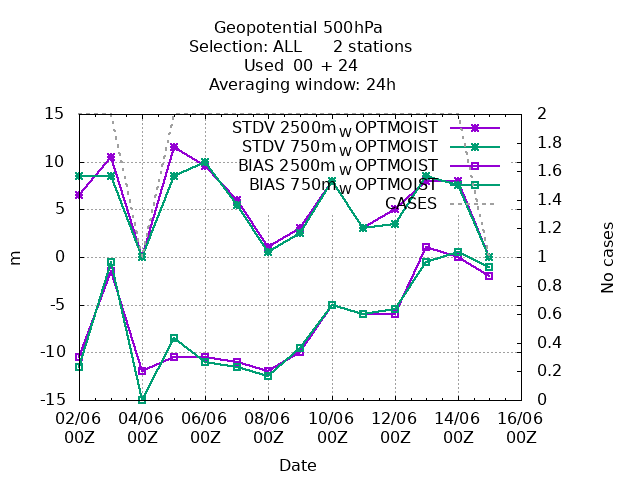 Geopotential 500hPa
Selection: ALL 2 stations
Used 00 + 24
Averaging window: 24h
15 2
STDV 2500m_W OPTMOIST
1.8
STDV 750m_W OPTMOIST
10
BIAS 2500m_W OPTMOIST
1.6
BIAS 750m_W OPTMOIST
5 1.4
CASES
1.2
0 1
m
No cases
0.8
-5
0.6
0.4
-10
0.2
-15 0
02/06 04/06 06/06 08/06 10/06 12/06 14/06 16/06
00Z 00Z 00Z 00Z 00Z 00Z 00Z 00Z
Date